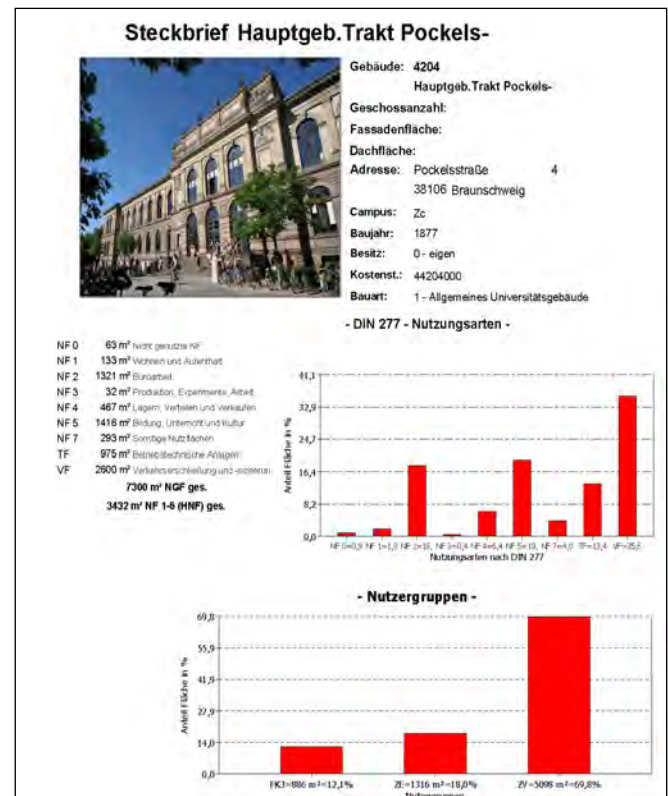 Steckbrief Hauptgeb.Trakt Pockels-
Gebäude: 4204
Hauptgeb.Trakt Pockels-
Geschossanzahl:
Fassadenfläche:
Dachfläche:
Adresse: Pockelsstraße 4
38106 Braunschweig
Campus: Zc
Baujahr: 1877
Besitz: 0 - eigen
Kostenst.: 44204000
Bauart: 1 - Allgemeines Universitätsgebäude
- DIN 277 - Nutzungsarten -
NF 0 63 m² Nicht genutzte NF
NF 1 133 m² Wohnen und Aufenthalt
NF 2 1321 m² Büroarbeit
NF 3 32 m² Produktion, Experimente, Arbeit
NF 4 467 m² Lagern, Verteilen und Verkaufen
NF 5 1416 m² Bildung, Unterricht und Kultur
NF 7 293 m² Sonstige Nutzflächen
TF 975 m² Betriebstechnische Anlagen
VF 2600 m² Verkehrserschließung und -sicherun
7300 m² NGF ges.
3432 m² NF 1-6 (HNF) ges.
Anteil Fläche in %
41,1
32,9
24,7
16,4
8,2
0,0
NF 0=0,9 NF 1=1,8 NF 2=18, NF 3=0,4 NF 4=6,4 NF 5=19, NF 7=4,0 TF=13,4 VF=35,6
Nutzungsarten nach DIN 277
- Nutzergruppen -
Anteil Fläche in %
69,8
55,9
41,9
27,9
14,0
0,0
FK3=886 m²=12,1% ZE=1316 m²=18,0% ZV=5098 m²=69,8%
Nutzergruppen